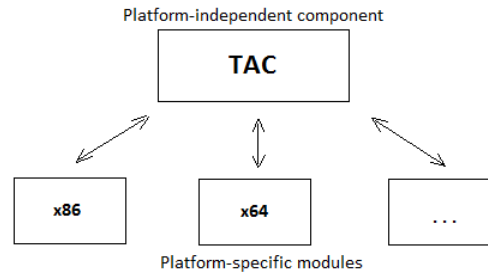 Platform-independent component
TAC
x86
x64
...
Platform-specific modules